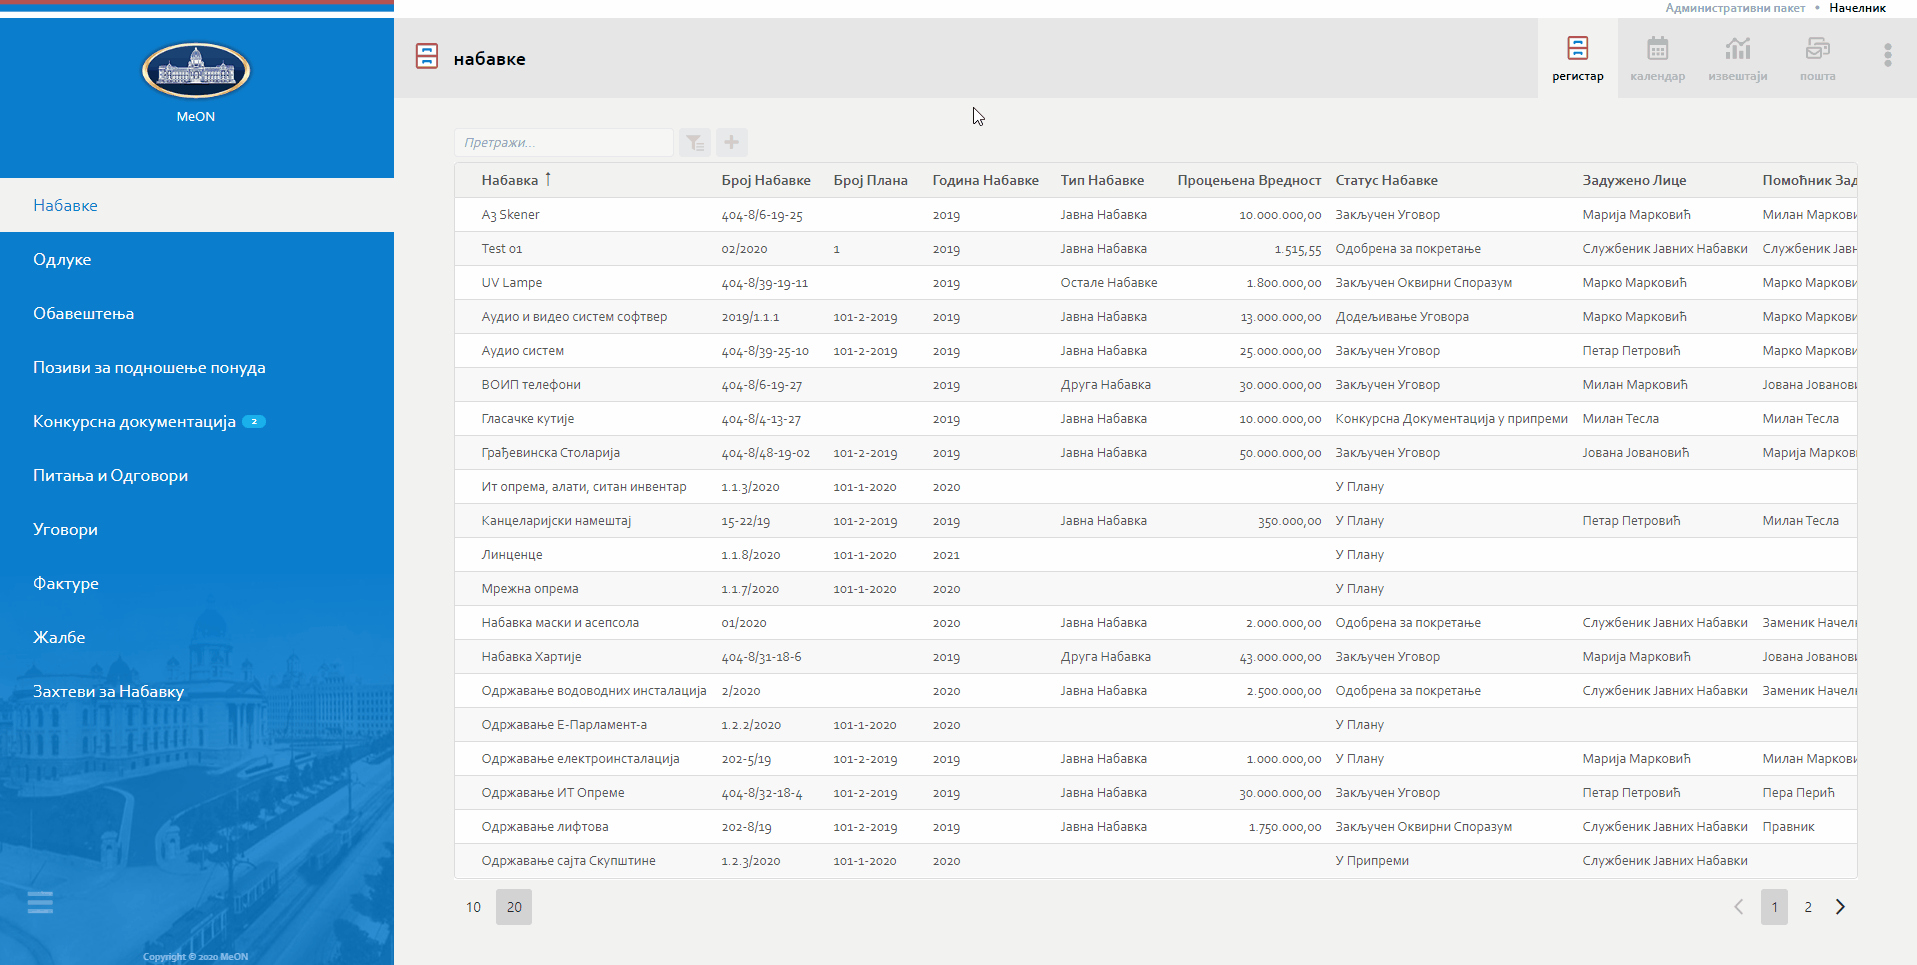 Административни пакет • Начелник
MeON
набавке
регистар
календар
извештаји
пошта
Набавке
Одлуке
Обавештења
Позиви за подношење понуда
Конкурсна документација 2
Питања и Одговори
Уговори
Фактуре
Жалбе
Захтеви за Набавку
Copyright © 2020 MeON
Претражи...
Набавка ↑ Број Набавке Број Плана Година Набавке Тип Набавке Процењена Вредност Статус Набавке Задужено Лице Помоћник Зад
A3 Skener 404-8/6-19-25 2019 Јавна Набавка 10.000.000,00 Закључен Уговор Марија Марковић Милан Маркови
Test 01 02/2020 1 2019 Јавна Набавка 1.515,55 Одобрена за покретање Службеник Јавних Набавки Службеник Јавн
UV Lampe 404-8/39-19-11 2019 Остале Набавке 1.800.000,00 Закључен Оквирни Споразум Марко Марковић Марко Маркови
Аудио и видео систем софтвер 2019/1.1.1 101-2-2019 2019 Јавна Набавка 13.000.000,00 Додељивање Уговора Марко Марковић Марко Маркови
Аудио систем 404-8/39-25-10 101-2-2019 2019 Јавна Набавка 25.000.000,00 Закључен Уговор Петар Петровић Марко Маркови
ВОИП телефони 404-8/6-19-27 2019 Друга Набавка 30.000.000,00 Закључен Уговор Милан Марковић Јована Јованови
Гласачке кутије 404-8/4-13-27 2019 Јавна Набавка 10.000.000,00 Конкурсна Документација у припреми Милан Тесла Милан Тесла
Грађевинска Столарија 404-8/48-19-02 101-2-2019 2019 Јавна Набавка 50.000.000,00 Закључен Уговор Јована Јовановић Марија Маркови
Ит опрема, алати, ситан инвентар 1.1.3/2020 101-1-2020 2020 У Плану
Канцеларијски намештај 15-22/19 101-2-2019 2019 Јавна Набавка 350.000,00 У Плану Петар Петровић Милан Тесла
Линценце 1.1.8/2020 101-1-2020 2021 У Плану
Мрежна опрема 1.1.7/2020 101-1-2020 2020 У Плану
Набавка маски и асепсола 01/2020 2020 Јавна Набавка 2.000.000,00 Одобрена за покретање Службеник Јавних Набавки Заменик Начелн
Набавка Хартије 404-8/31-18-6 2019 Друга Набавка 43.000.000,00 Закључен Уговор Марија Марковић Јована Јованови
Одржавање водоводних инсталација 2/2020 2020 Јавна Набавка 2.500.000,00 Одобрена за покретање Службеник Јавних Набавки Заменик Начелн
Одржавање Е-Парламент-а 1.2.2/2020 101-1-2020 2020 У Плану
Одржавање електроинсталација 202-5/19 101-2-2019 2019 Јавна Набавка 1.000.000,00 У Плану Марија Марковић Милан Маркови
Одржавање ИТ Опреме 404-8/32-18-4 101-2-2019 2019 Јавна Набавка 30.000.000,00 Закључен Уговор Петар Петровић Пера Перић
Одржавање лифтова 202-8/19 101-2-2019 2019 Јавна Набавка 1.750.000,00 Закључен Оквирни Споразум Службеник Јавних Набавки Правник
Одржавање сајта Скупштине 1.2.3/2020 101-1-2020 2020 У Припреми Службеник Јавних Набавки
10 20 1 2